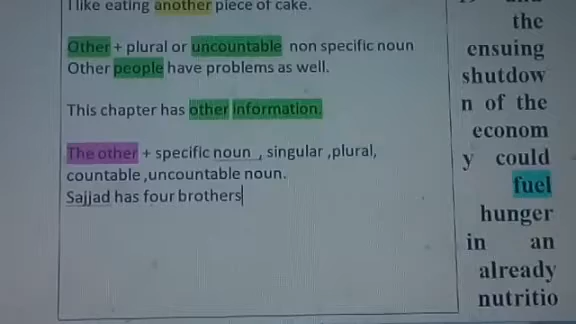 I like eating another piece of cake.
Other + plural or uncountable non specific noun
Other people have problems as well.
This chapter has other information.
The other + specific noun , singular ,plural,
countable ,uncountable noun.
Sajjad has four brothers
the
ensuing
shutdow
n of the
econom
y could
fuel
hunger
in an
already
nutritio